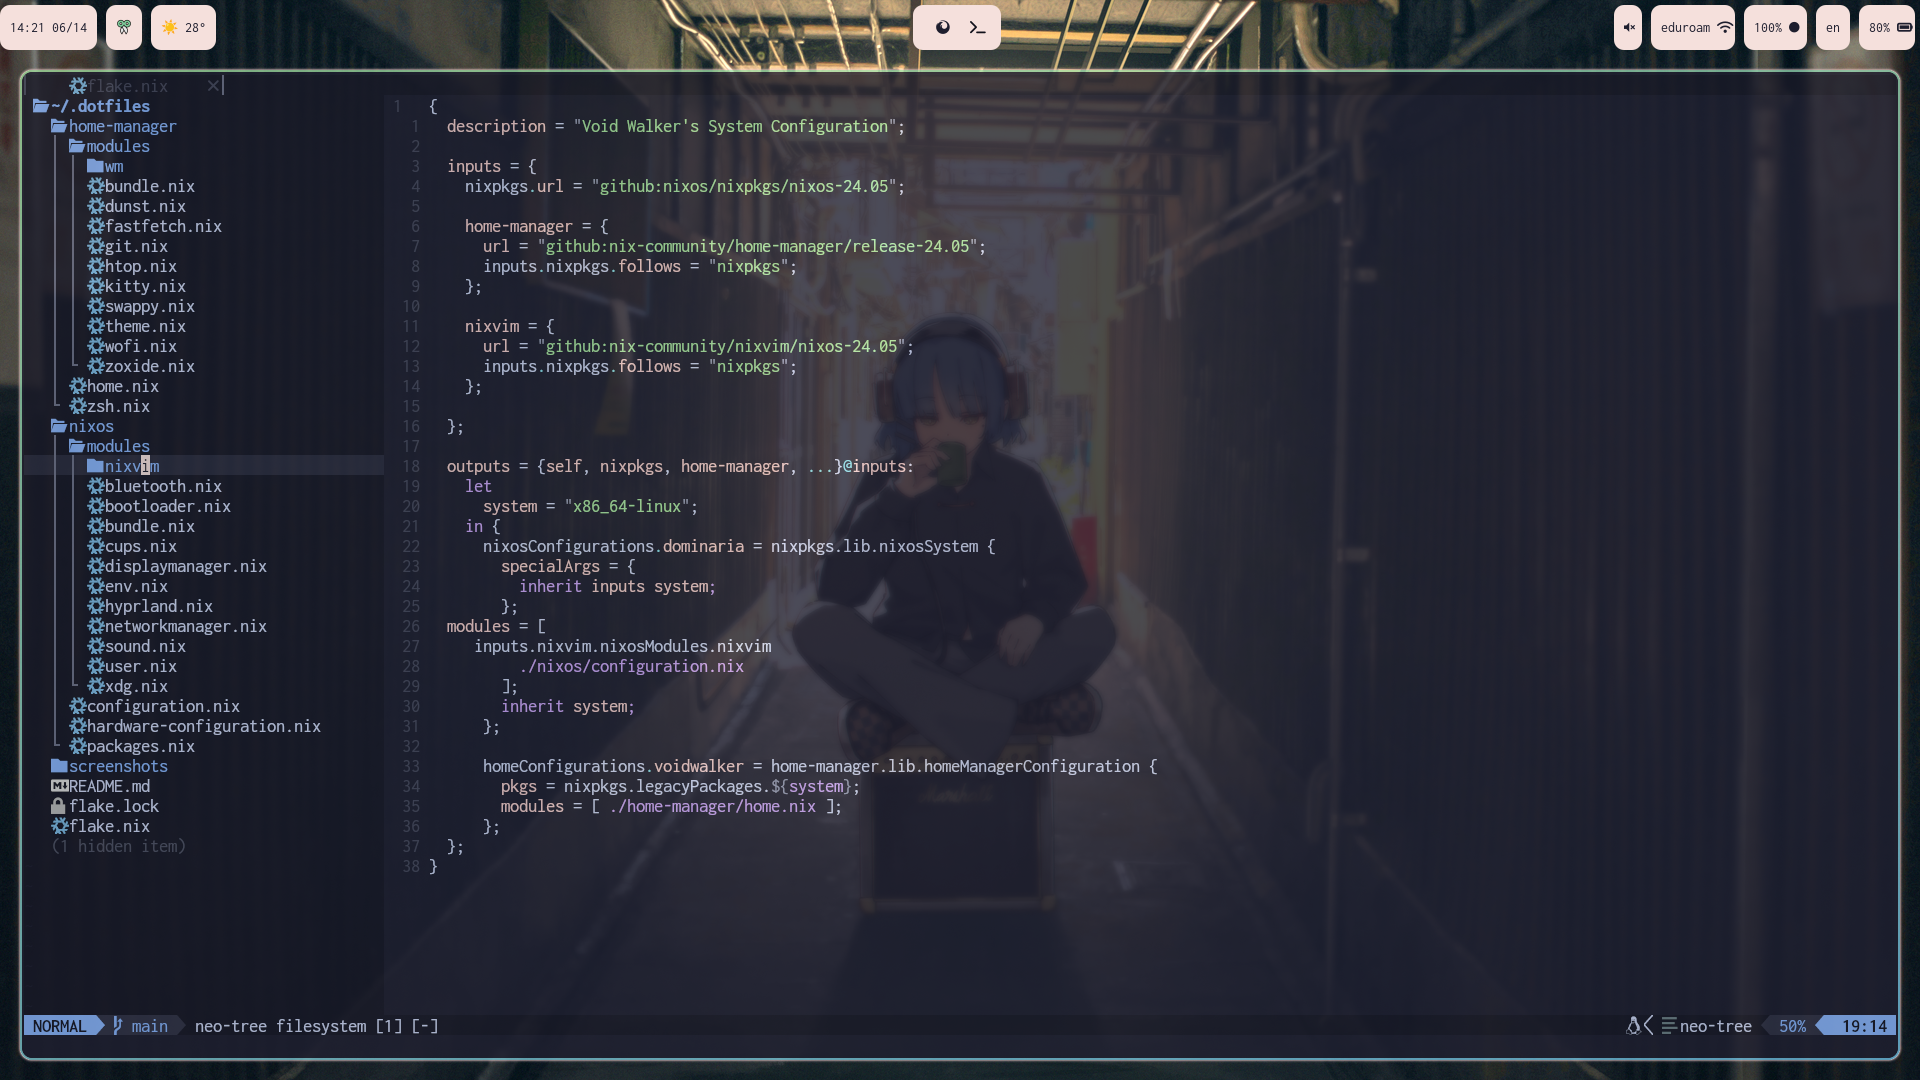 14:21 06/14
28°
eduroam
100%
en
80%
flake.nix
~/.dotfiles
home-manager
modules
wm
bundle.nix
dunst.nix
fastfetch.nix
git.nix
htop.nix
kitty.nix
swappy.nix
theme.nix
wofi.nix
zoxide.nix
home.nix
zsh.nix
nixos
modules
nixvim
bluetooth.nix
bootloader.nix
bundle.nix
cups.nix
displaymanager.nix
env.nix
hyprland.nix
networkmanager.nix
sound.nix
user.nix
xdg.nix
configuration.nix
hardware-configuration.nix
packages.nix
screenshots
README.md
flake.lock
flake.nix
(1 hidden item)
1 {
1 description = "Void Walker's System Configuration";
2
3 inputs = {
4 nixpkgs.url = "github:nixos/nixpkgs/nixos-24.05";
5
6 home-manager = {
7 url = "github:nix-community/home-manager/release-24.05";
8 inputs.nixpkgs.follows = "nixpkgs";
9 };
10
11 nixvim = {
12 url = "github:nix-community/nixvim/nixos-24.05";
13 inputs.nixpkgs.follows = "nixpkgs";
14 };
15
16 };
17
18 outputs = {self, nixpkgs, home-manager, ...}@inputs:
19 let
20 system = "x86_64-linux";
21 in {
22 nixosConfigurations.dominaria = nixpkgs.lib.nixosSystem {
23 specialArgs = {
24 inherit inputs system;
25 };
26 modules = [
27 inputs.nixvim.nixosModules.nixvim
28 ./nixos/configuration.nix
29 ];
30 inherit system;
31 };
32
33 homeConfigurations.voidwalker = home-manager.lib.homeManagerConfiguration {
34 pkgs = nixpkgs.legacyPackages.${system};
35 modules = [ ./home-manager/home.nix ];
36 };
37 };
38 }
NORMAL main neo-tree filesystem [1] [-]
neo-tree 50% 19:14